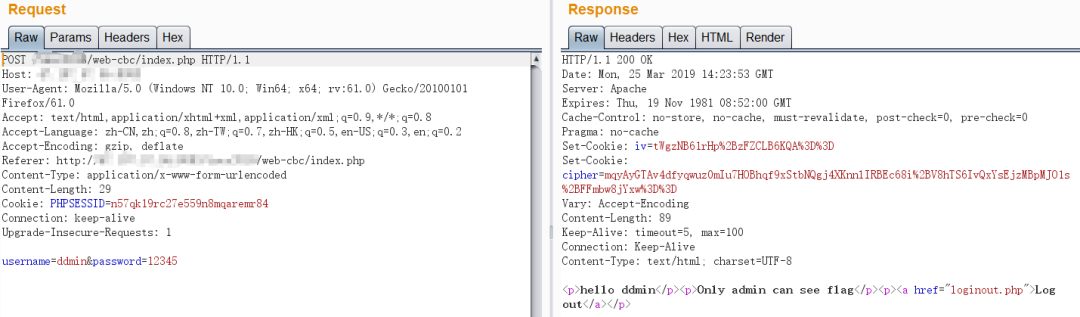 Request
Raw Params Headers Hex
POST /web-cbc/index.php HTTP/1.1
Host:
User-Agent: Mozilla/5.0 (Windows NT 10.0; Win64; x64; rv:61.0) Gecko/20100101
Firefox/61.0
Accept: text/html,application/xhtml+xml,application/xml;q=0.9,*/*;q=0.8
Accept-Language: zh-CN,zh;q=0.8,zh-TW;q=0.7,zh-HK;q=0.5,en-US;q=0.3,en;q=0.2
Accept-Encoding: gzip, deflate
Referer: http:/ /web-cbc/index.php
Content-Type: application/x-www-form-urlencoded
Content-Length: 29
Cookie: PHPSESSID=n57qk19rc27e559n8mqaremr84
Connection: keep-alive
Upgrade-Insecure-Requests: 1
username=ddmin&password=12345
Response
Raw Headers Hex HTML Render
HTTP/1.1 200 OK
Date: Mon, 25 Mar 2019 14:23:53 GMT
Server: Apache
Expires: Thu, 19 Nov 1981 08:52:00 GMT
Cache-Control: no-store, no-cache, must-revalidate, post-check=0, pre-check=0
Pragma: no-cache
Set-Cookie: iv=tWgzNB61rHp%2BzFZCLB6KQA%3D%3D
Set-Cookie:
cipher=mqyAyGTAv4dfyqwuz0mIu7HOBhqf9xStbNQgj4XKnn1IRBEc68i%2BV8hTS6IvQxYsEjzMBpMJO1s
%2BFFmbw8jYxw%3D%3D
Vary: Accept-Encoding
Content-Length: 89
Keep-Alive: timeout=5, max=100
Connection: Keep-Alive
Content-Type: text/html; charset=UTF-8
<p>hello ddmin</p><p>Only admin can see flag</p><p><a href="loginout.php">Log
out</a></p>